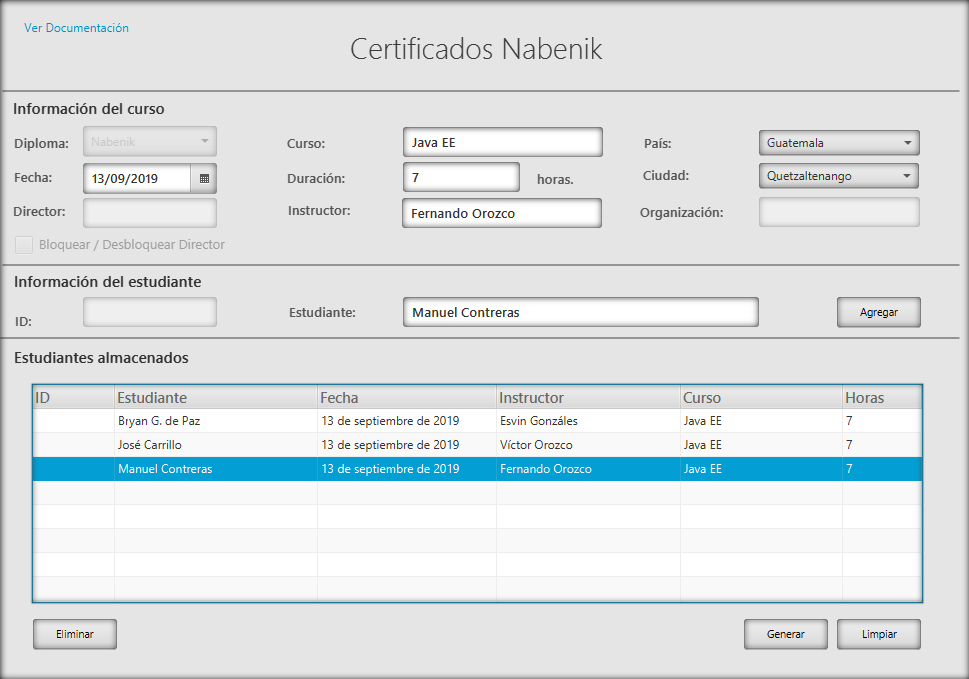 Ver Documentación
Certificados Nabenik
Información del curso
Diploma: Nabenik Curso: Java EE País: Guatemala
Fecha: 13/09/2019 Duración: 7 horas. Ciudad: Quetzaltenango
Director: Instructor: Fernando Orozco Organización:
Bloquear / Desbloquear Director
Información del estudiante
ID: Estudiante: Manuel Contreras Agregar
Estudiantes almacenados
ID Estudiante Fecha Instructor Curso Horas
Bryan G. de Paz 13 de septiembre de 2019 Esvin Gonzáles Java EE 7
José Carrillo 13 de septiembre de 2019 Víctor Orozco Java EE 7
Manuel Contreras 13 de septiembre de 2019 Fernando Orozco Java EE 7
Eliminar Generar Limpiar